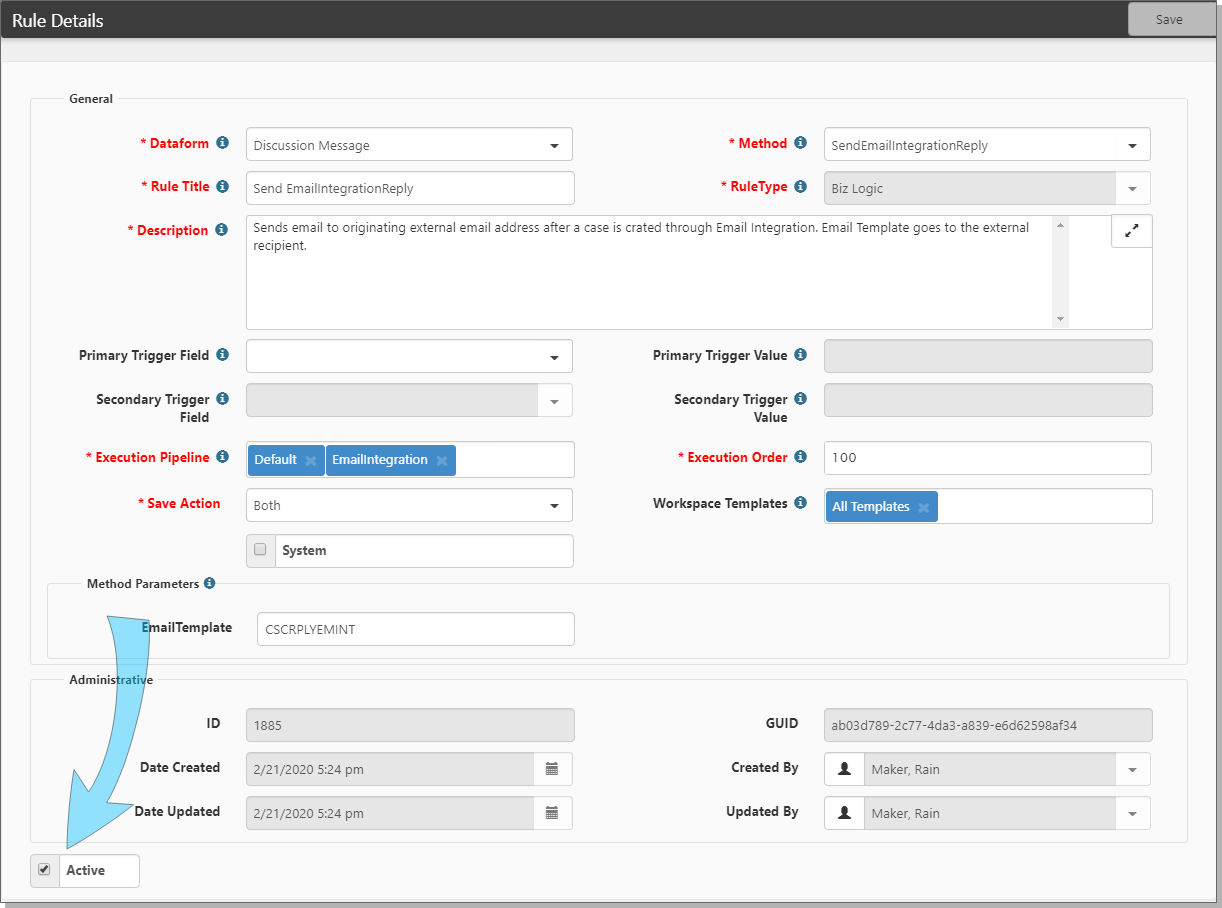 Rule Details
Save
General
* Dataform
Discussion Message
* Method
SendEmailIntegrationReply
* Rule Title
Send EmailIntegrationReply
* RuleType
Biz Logic
* Description
Sends email to originating external email address after a case is crated through Email Integration. Email Template goes to the external
recipient.
Primary Trigger Field
Primary Trigger Value
Secondary Trigger
Field
Secondary Trigger
Value
* Execution Pipeline
Default
EmailIntegration
* Execution Order
100
* Save Action
Both
Workspace Templates
All Templates
System
Method Parameters
EmailTemplate
CSCRPLYEMINT
Administrative
ID
1885
GUID
ab03d789-2c77-4da3-a839-e6d62598af34
Date Created
2/21/2020 5:24 pm
Created By
Maker, Rain
Date Updated
2/21/2020 5:24 pm
Updated By
Maker, Rain
Active